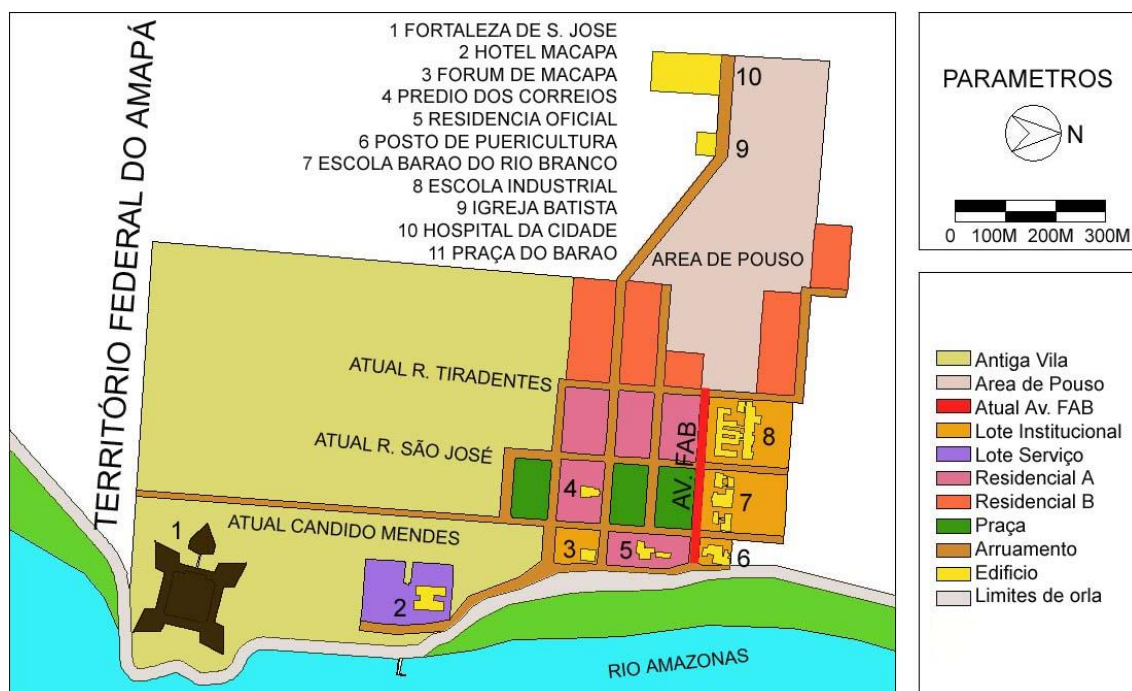 TERRITÓRIO FEDERAL DO AMAPÁ
1 FORTALEZA DE S. JOSE
2 HOTEL MACAPA
3 FORUM DE MACAPA
4 PREDIO DOS CORREIOS
5 RESIDENCIA OFICIAL
6 POSTO DE PUERICULTURA
7 ESCOLA BARAO DO RIO BRANCO
8 ESCOLA INDUSTRIAL
9 IGREJA BATISTA
10 HOSPITAL DA CIDADE
11 PRAÇA DO BARAO
10
9
AREA DE POUSO
ATUAL R. TIRADENTES
ATUAL R. SÃO JOSÉ
AV. FAB
8
4
7
1
ATUAL CANDIDO MENDES
3
5
6
2
RIO AMAZONAS
PARAMETROS
N
0 100M 200M 300M
Antiga Vila
Area de Pouso
Atual Av. FAB
Lote Institucional
Lote Serviço
Residencial A
Residencial B
Praça
Arruamento
Edificio
Limites de orla